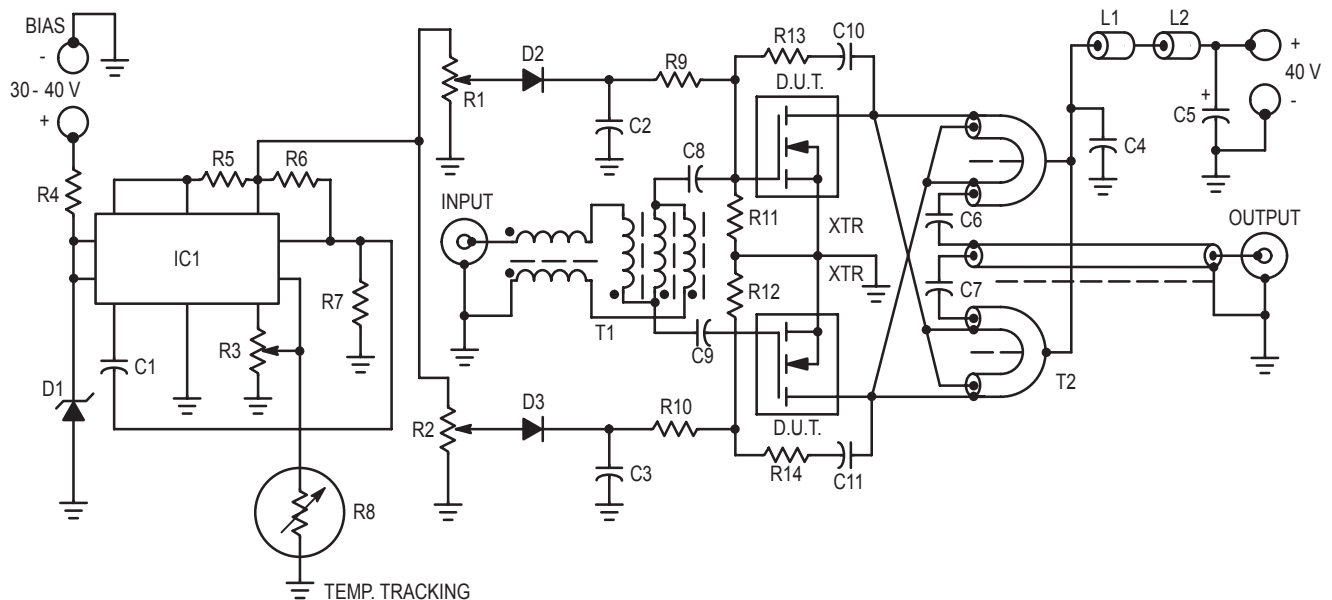 BIAS
-
30 - 40 V
+
R4
D1
R5
R6
IC1
C1
R3
R7
R8
TEMP. TRACKING
R1
D2
C2
R9
R13
C10
D.U.T.
L1
L2
+
40 V
-
+
C5
C4
INPUT
C8
R11
XTR
XTR
R12
T1
C9
C6
C7
OUTPUT
T2
R2
D3
C3
R10
D.U.T.
R14
C11